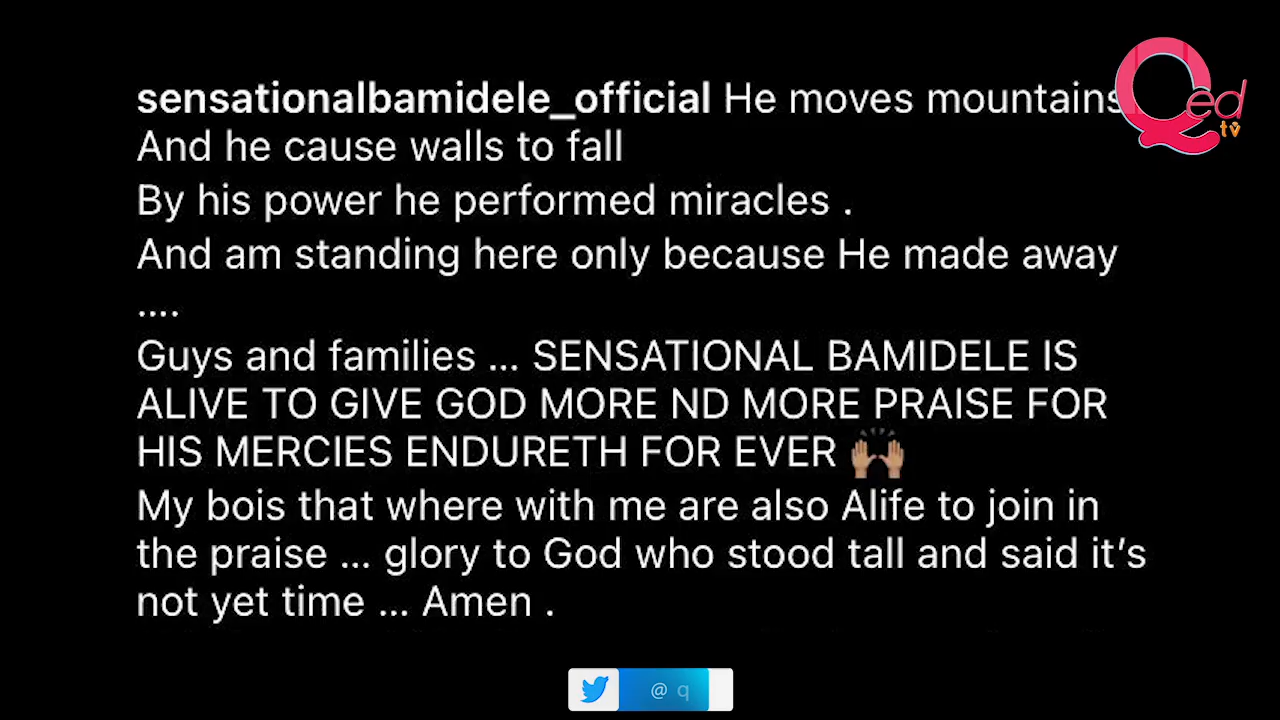 sensationalbamidele_official He moves mountains
And he cause walls to fall
By his power he performed miracles .
And am standing here only because He made away
....
Guys and families ... SENSATIONAL BAMIDELE IS
ALIVE TO GIVE GOD MORE ND MORE PRAISE FOR
HIS MERCIES ENDURETH FOR EVER 🙌🏽
My bois that where with me are also Alife to join in
the praise ... glory to God who stood tall and said it's
not yet time ... Amen .
Qed
tv
@ q